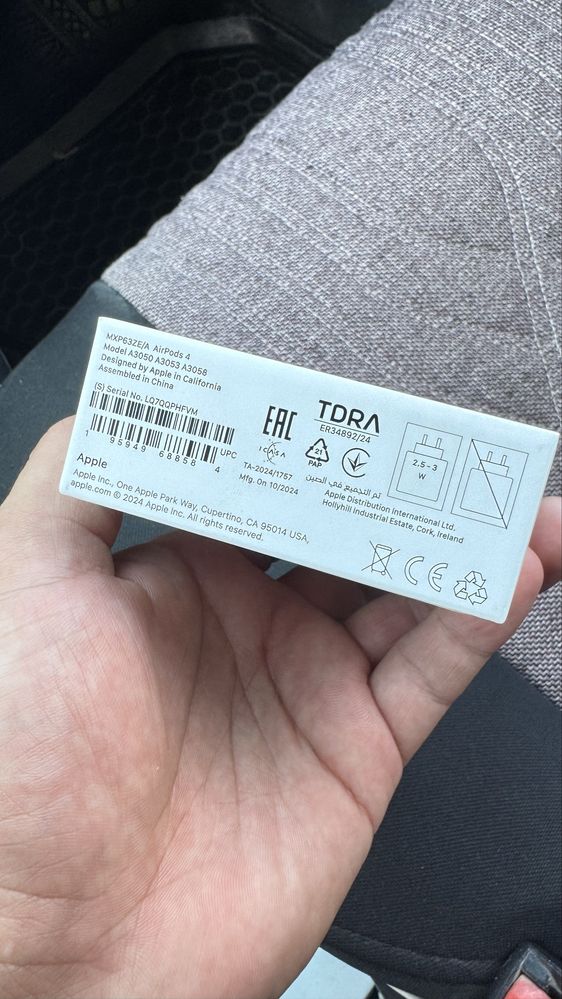 MXP63ZE/A AirPods 4
Model A3050 A3053 A3058
Designed by Apple in California
Assembled in China
(S) Serial No. LQ7QQPHFVM
1 95949 68858 4
UPC
Apple
Apple Inc., One Apple Park Way, Cupertino, CA 95014 USA,
apple.com © 2024 Apple Inc. All rights reserved.
EAC
ICASA
TA-2024/1757
Mfg. On 10/2024
TDRA
ER34892/24
21
PAP
تم التجميع في الصين
Apple Distribution International Ltd.
Hollyhill Industrial Estate, Cork, Ireland
2.5 - 3
W
CE